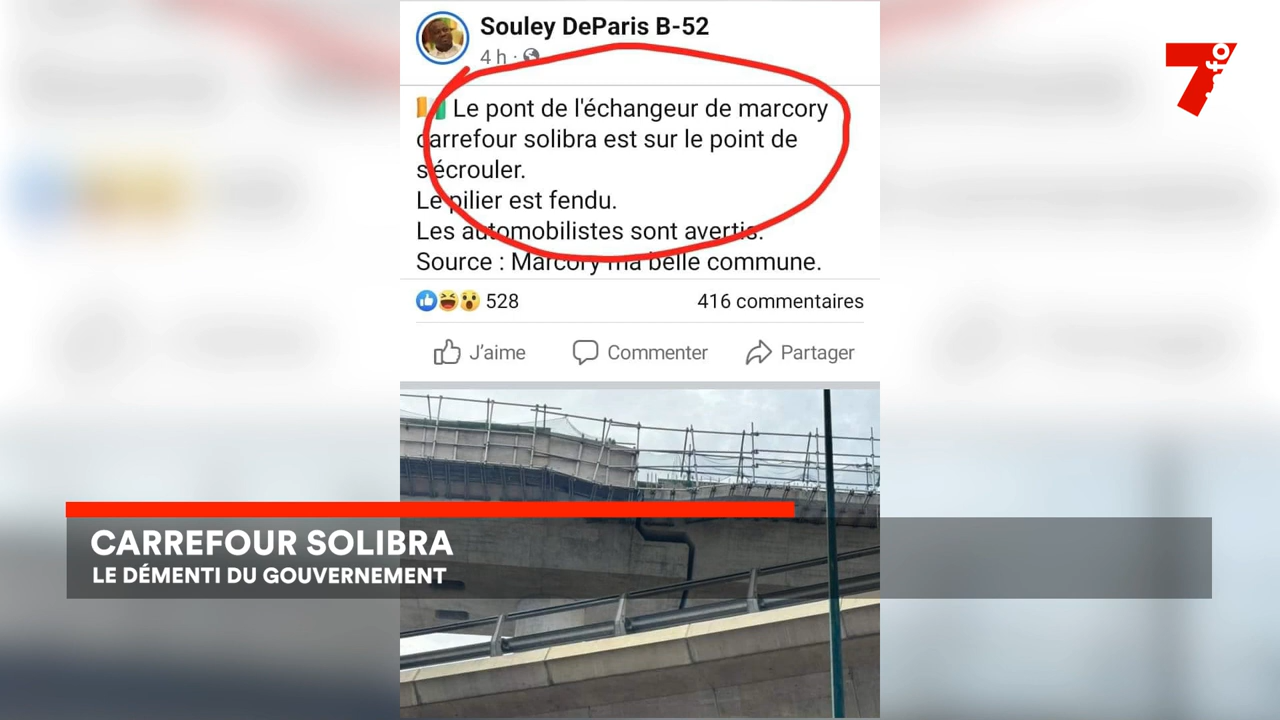 Souley DeParis B-52
4 h ·
Le pont de l'échangeur de marcory
carrefour solibra est sur le point de
s'écrouler.
Le pilier est fendu.
Les automobilistes sont avertis.
Source : Marcory ma belle commune.
528
416 commentaires
J'aime
Commenter
Partager
7
CARREFOUR SOLIBRA
LE DÉMENTI DU GOUVERNEMENT